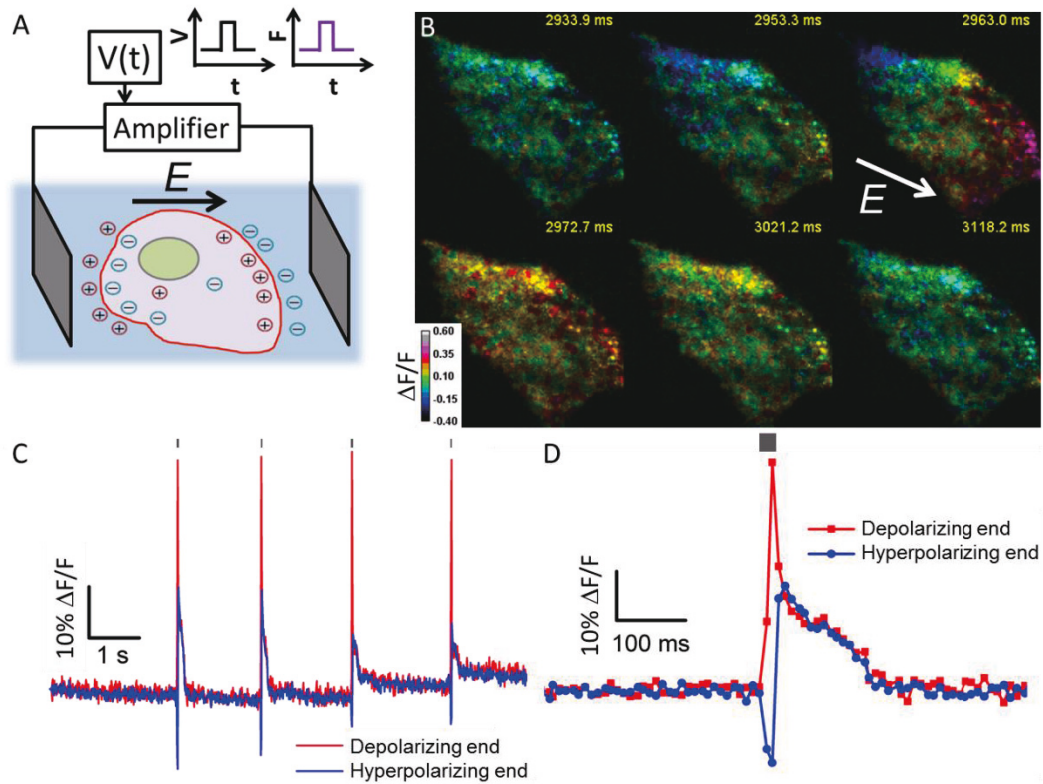 A
V(t)
V
t
F
t
Amplifier
E
+ − + − + − + − + − + − + − + − + −
B
2933.9 ms
2953.3 ms
2963.0 ms
E
2972.7 ms
3021.2 ms
3118.2 ms
ΔF/F
0.60
0.35
0.10
-0.15
-0.40
C
10% ΔF/F
1 s
Depolarizing end
Hyperpolarizing end
D
Depolarizing end
Hyperpolarizing end
10% ΔF/F
100 ms